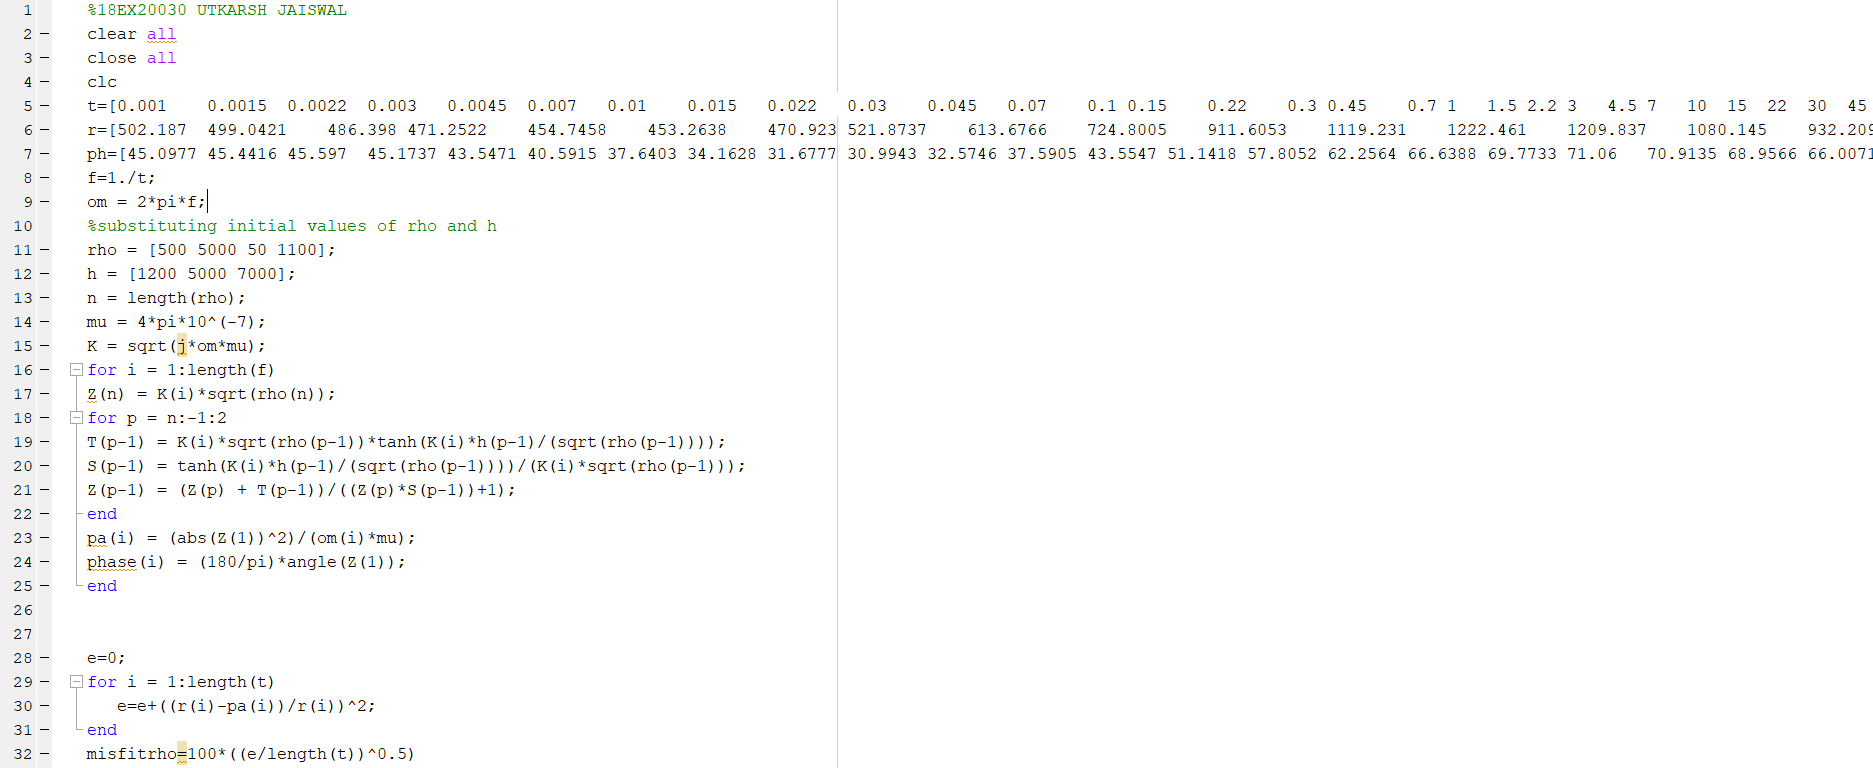 1 %18EX20030 UTKARSH JAISWAL
2 - clear all
3 - close all
4 - clc
5 - t=[0.001 0.0015 0.0022 0.003 0.0045 0.007 0.01 0.015 0.022 0.03 0.045 0.07 0.1 0.15 0.22 0.3 0.45 0.7 1 1.5 2.2 3 4.5 7 10 15 22 30 45
6 - r=[502.187 499.0421 486.398 471.2522 454.7458 453.2638 470.923 521.8737 613.6766 724.8005 911.6053 1119.231 1222.461 1209.837 1080.145 932.209
7 - ph=[45.0977 45.4416 45.597 45.1737 43.5471 40.5915 37.6403 34.1628 31.6777 30.9943 32.5746 37.5905 43.5547 51.1418 57.8052 62.2564 66.6388 69.7733 71.06 70.9135 68.9566 66.0071
8 - f=1./t;
9 - om = 2*pi*f;
10 %substituting initial values of rho and h
11 - rho = [500 5000 50 1100];
12 - h = [1200 5000 7000];
13 - n = length(rho);
14 - mu = 4*pi*10^(-7);
15 - K = sqrt(j*om*mu);
16 - for i = 1:length(f)
17 - Z(n) = K(i)*sqrt(rho(n));
18 - for p = n:-1:2
19 - T(p-1) = K(i)*sqrt(rho(p-1))*tanh(K(i)*h(p-1)/(sqrt(rho(p-1))));
20 - S(p-1) = tanh(K(i)*h(p-1)/(sqrt(rho(p-1))))/(K(i)*sqrt(rho(p-1)));
21 - Z(p-1) = (Z(p) + T(p-1))/((Z(p)*S(p-1))+1);
22 - end
23 - pa(i) = (abs(Z(1))^2)/(om(i)*mu);
24 - phase(i) = (180/pi)*angle(Z(1));
25 - end
26
27
28 - e=0;
29 - for i = 1:length(t)
30 - e=e+((r(i)-pa(i))/r(i))^2;
31 - end
32 - misfitrho=100*((e/length(t))^0.5)